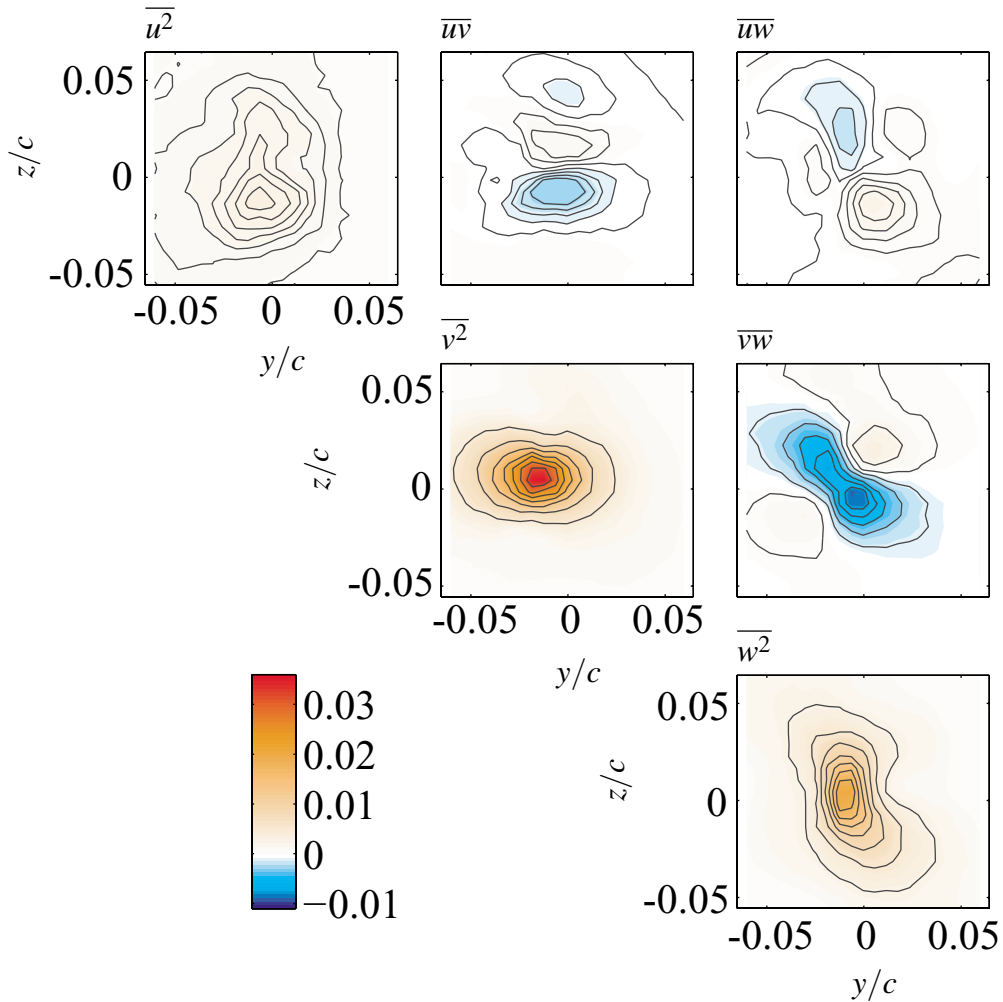 $\overline{u^2}$ $\overline{uv}$ $\overline{uw}$
0.05
0
-0.05
z/c
-0.05 0 0.05
y/c
$\overline{v^2}$ $\overline{vw}$
0.05
0
-0.05
z/c
-0.05 0 0.05
y/c
$\overline{w^2}$
0.05
0
-0.05
z/c
-0.05 0 0.05
y/c
0.03
0.02
0.01
0
−0.01